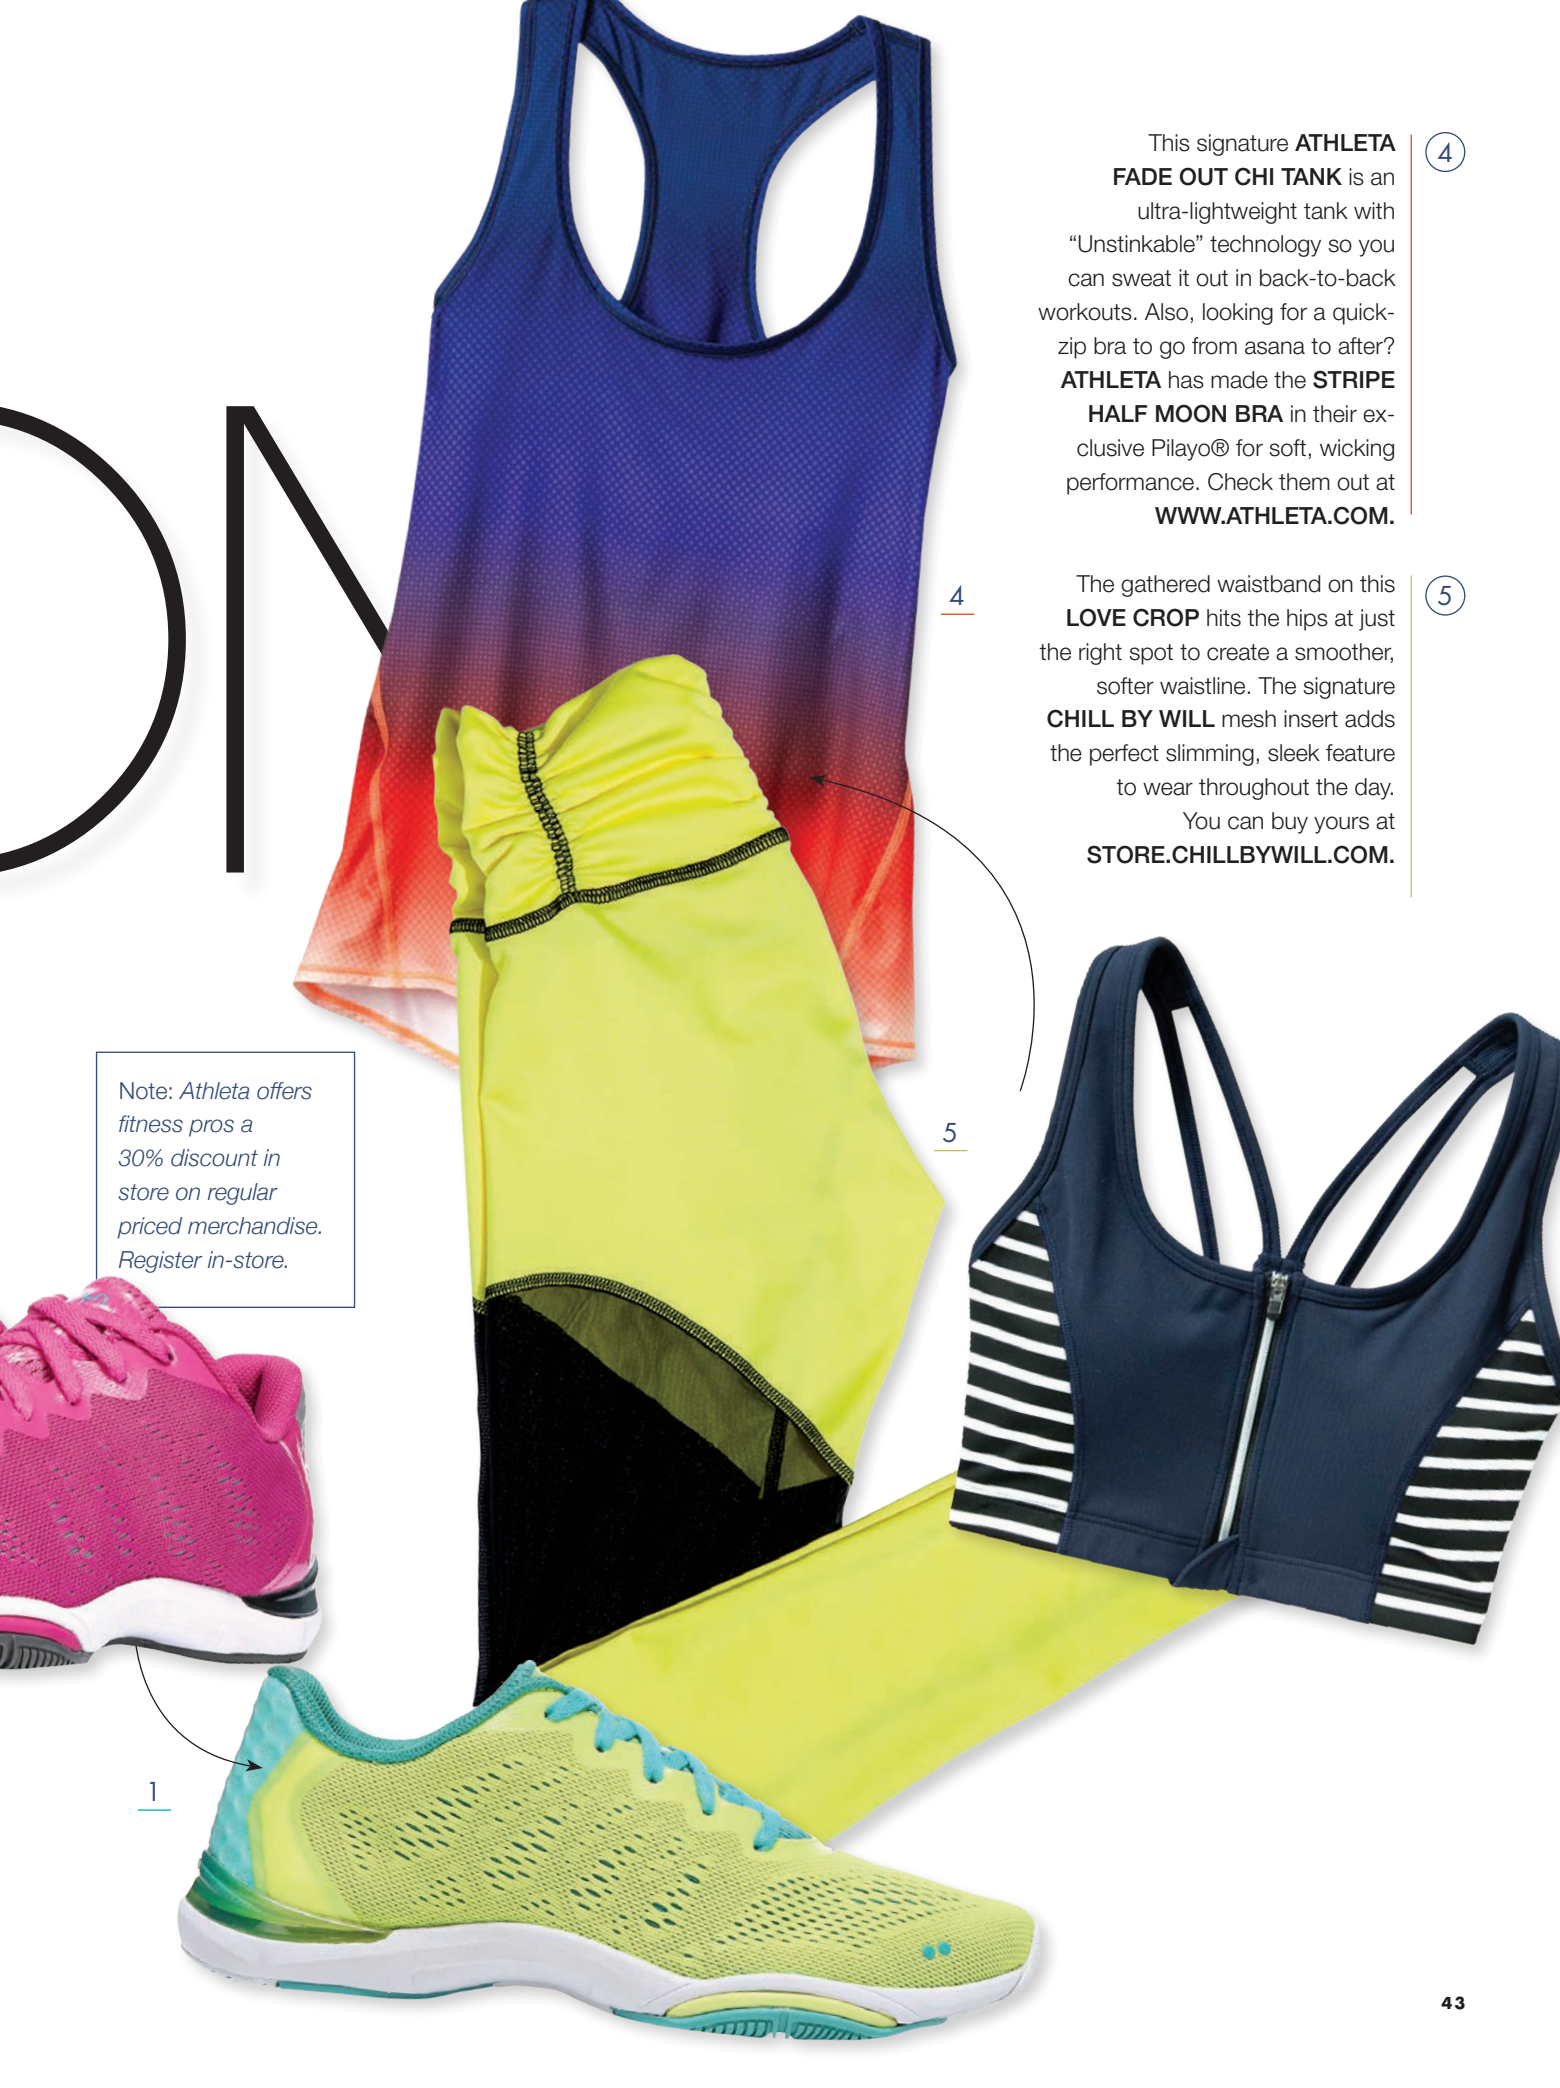 ON
This signature ATHLETA
FADE OUT CHI TANK is an
ultra-lightweight tank with
“Unstinkable” technology so you
can sweat it out in back-to-back
workouts. Also, looking for a quick-
zip bra to go from asana to after?
ATHLETA has made the STRIPE
HALF MOON BRA in their ex-
clusive Pilayo® for soft, wicking
performance. Check them out at
WWW.ATHLETA.COM.
4
The gathered waistband on this
LOVE CROP hits the hips at just
the right spot to create a smoother,
softer waistline. The signature
CHILL BY WILL mesh insert adds
the perfect slimming, sleek feature
to wear throughout the day.
You can buy yours at
STORE.CHILLBYWILL.COM.
5
4
Note: Athleta offers
fitness pros a
30% discount in
store on regular
priced merchandise.
Register in-store.
5
1
43